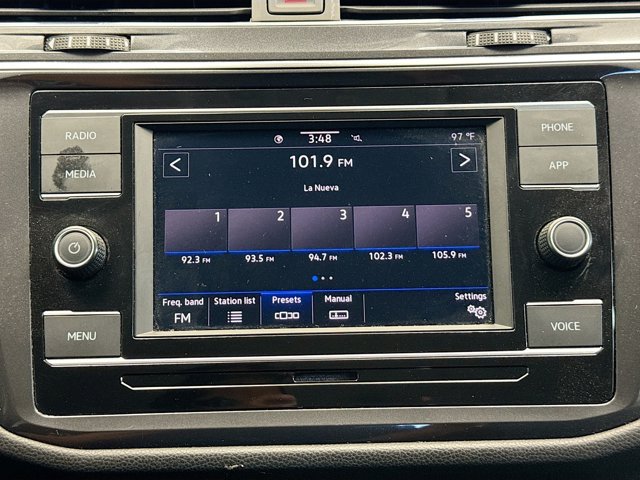 3:48
97 °F
RADIO
PHONE
101.9 FM
MEDIA
APP
La Nueva
1 2 3 4 5
92.3 FM 93.5 FM 94.7 FM 102.3 FM 105.9 FM
Freq. band Station list Presets Manual Settings
FM
MENU
VOICE